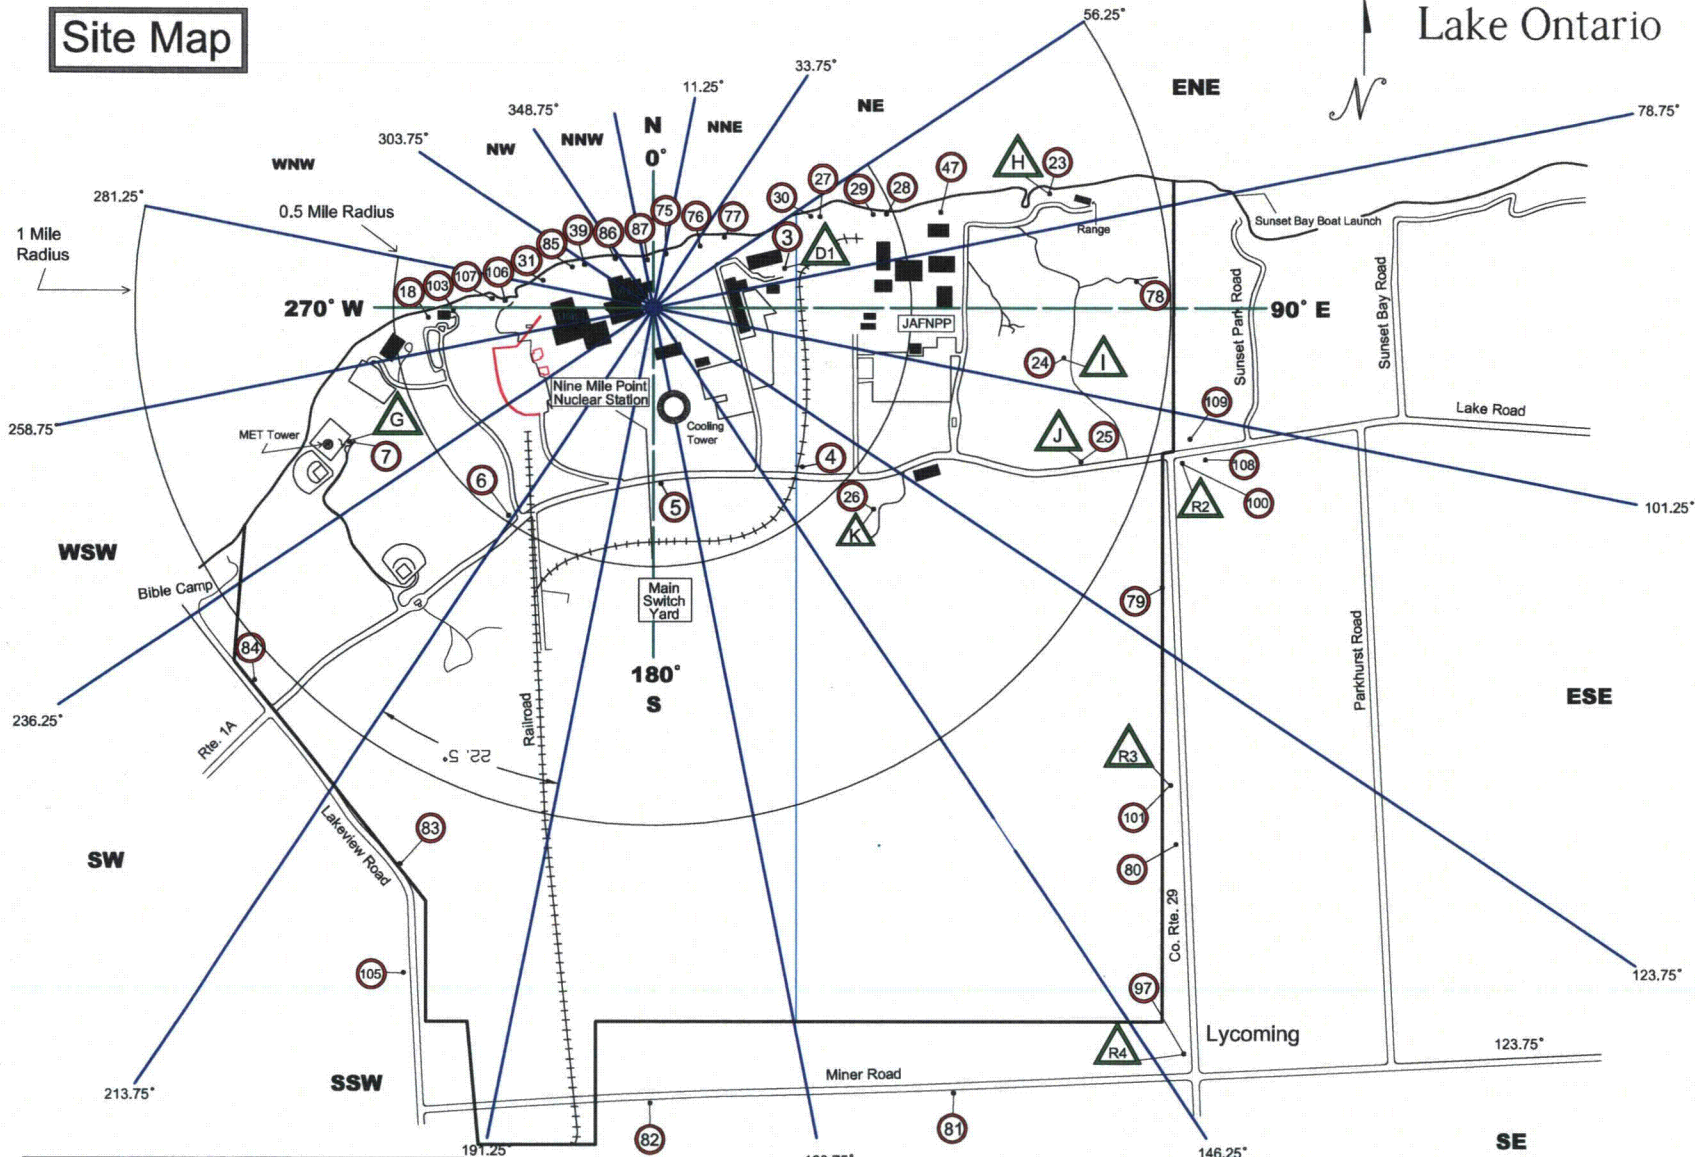 Site Map
Lake Ontario
N
56.25°
33.75°
11.25°
348.75°
303.75°
281.25°
78.75°
ENE
NE
NNE
N
0°
NNW
NW
WNW
0.5 Mile Radius
1 Mile
Radius
H
23
47
28
29
27
30
77
76
75
87
86
39
85
31
106
107
103
18
3
D1
Range
Sunset Bay Boat Launch
78
270° W
90° E
JAFNPP
Sunset Park Road
Sunset Bay Road
24
I
Nine Mile Point
Nuclear Station
Cooling
Tower
G
258.75°
MET Tower
7
6
5
4
J
25
109
Lake Road
108
100
R2
26
K
101.25°
WSW
Bible Camp
Main
Switch
Yard
79
84
180°
S
Parkhurst Road
ESE
236.25°
Rte. 1A
Railroad
22.5°
R3
101
80
83
SW
Lakeview Road
Co. Rte. 29
105
97
123.75°
Lycoming
R4
123.75°
Miner Road
SSW
213.75°
82
81
191.25°
146.25°
SE